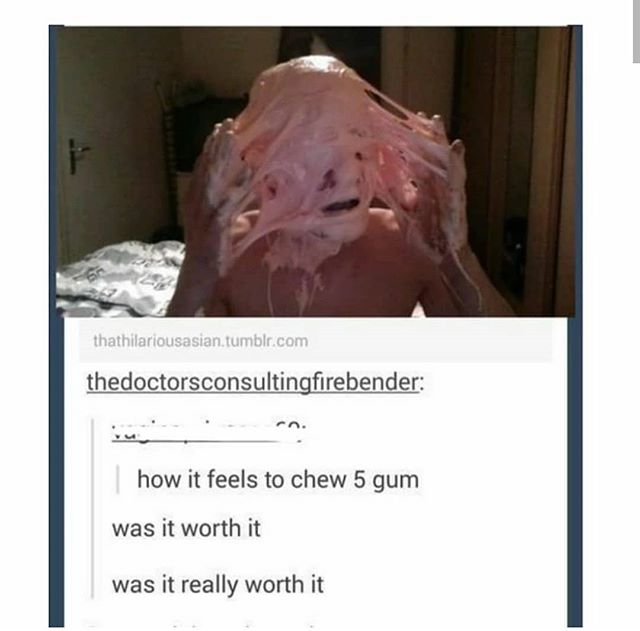 thathilariousasian.tumblr.com
thedoctorsconsultingfirebender:
how it feels to chew 5 gum
was it worth it
was it really worth it